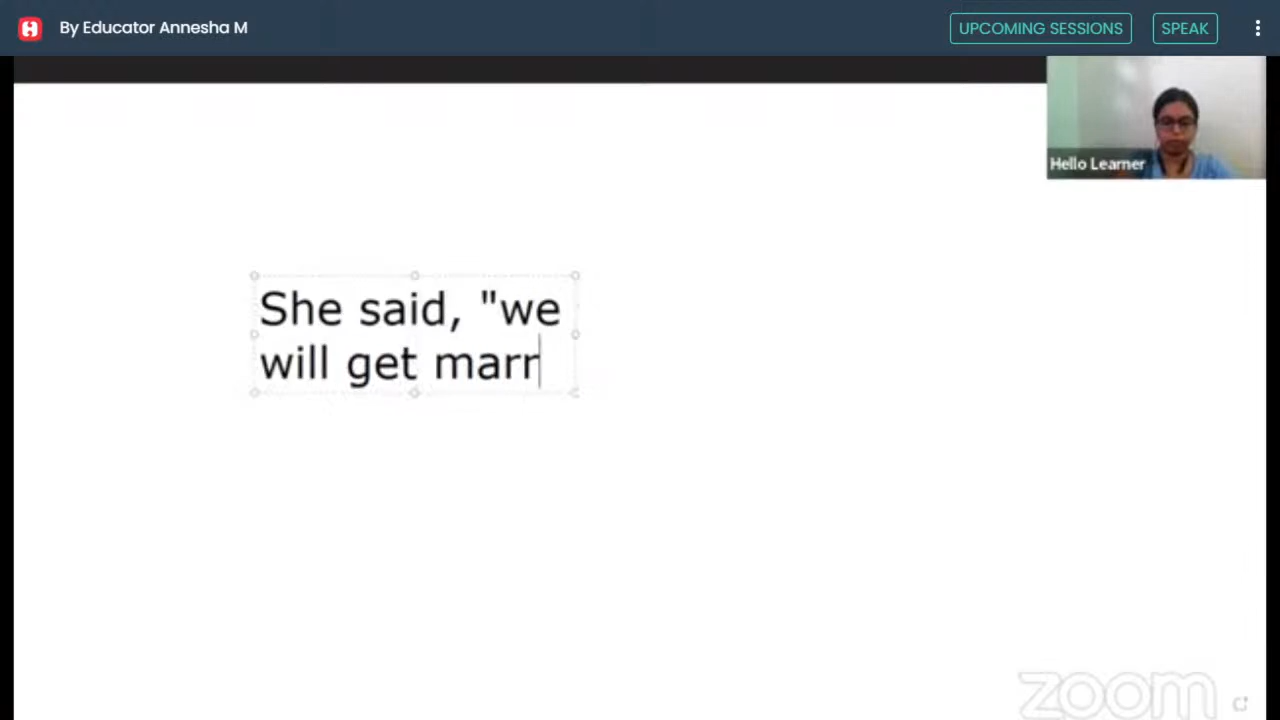 By Educator Annesha M
UPCOMING SESSIONS
SPEAK
Hello Learner
She said, "we
will get marr
zoom